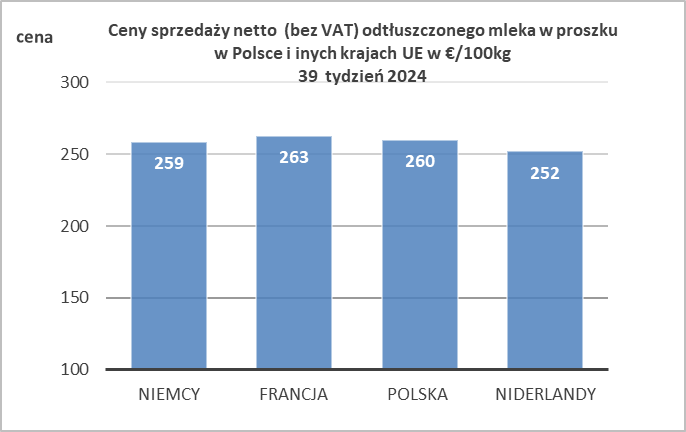 cena
Ceny sprzedaży netto (bez VAT) odtłuszczonego mleka w proszku
w Polsce i inych krajach UE w €/100kg
39 tydzień 2024
300
250
200
150
100
259
263
260
252
NIEMCY
FRANCJA
POLSKA
NIDERLANDY